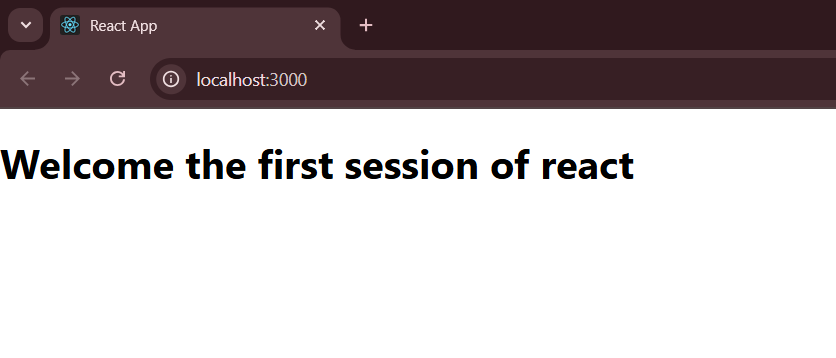 React App
localhost:3000
Welcome the first session of react